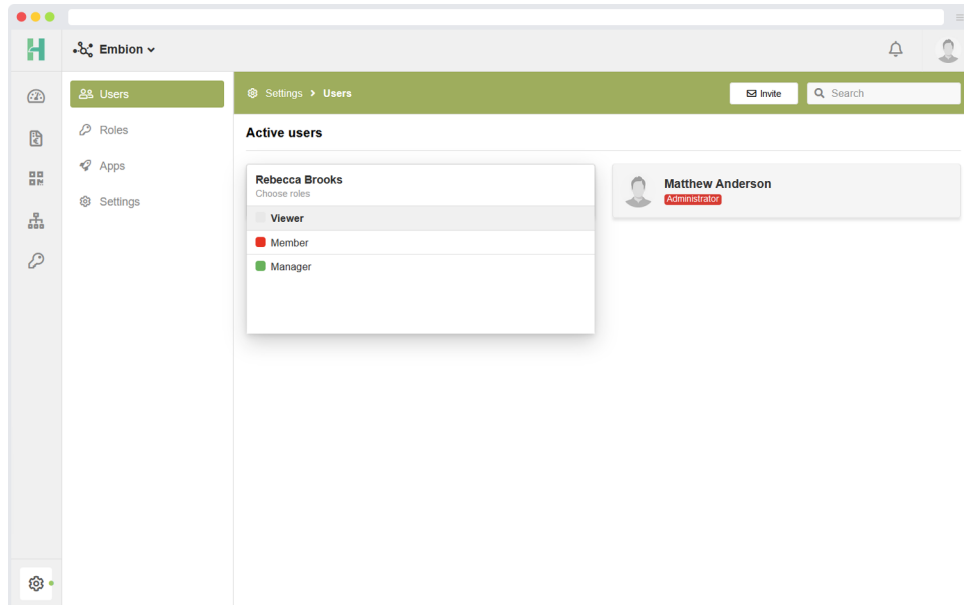 Embion
Users
Roles
Apps
Settings
Settings > Users
Invite
Search
Active users
Rebecca Brooks
Choose roles
Viewer
Member
Manager
Matthew Anderson
Administrator